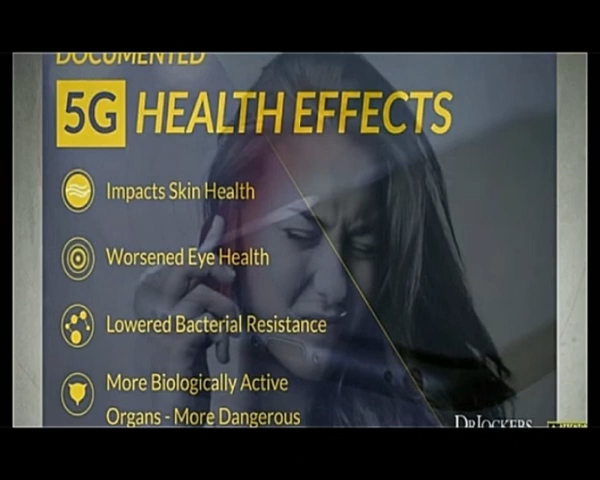 DOCUMENTED
5G HEALTH EFFECTS
Impacts Skin Health
Worsened Eye Health
Lowered Bacterial Resistance
More Biologically Active
Organs - More Dangerous
DRJOCKERS